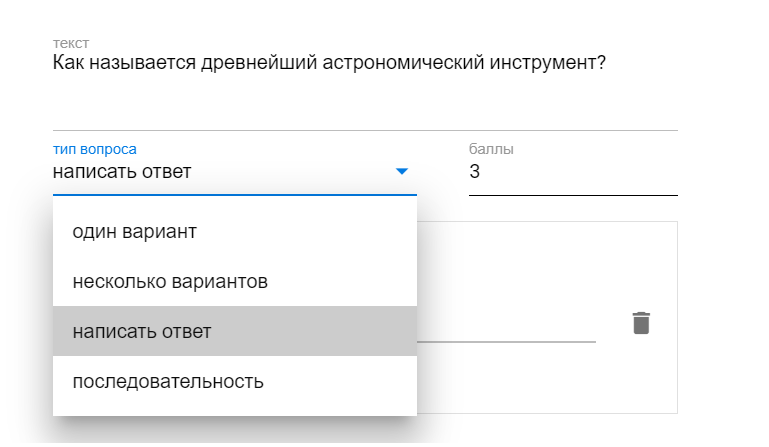 текст
Как называется древнейший астрономический инструмент?
тип вопроса
баллы
написать ответ
3
один вариант
несколько вариантов
написать ответ
последовательность